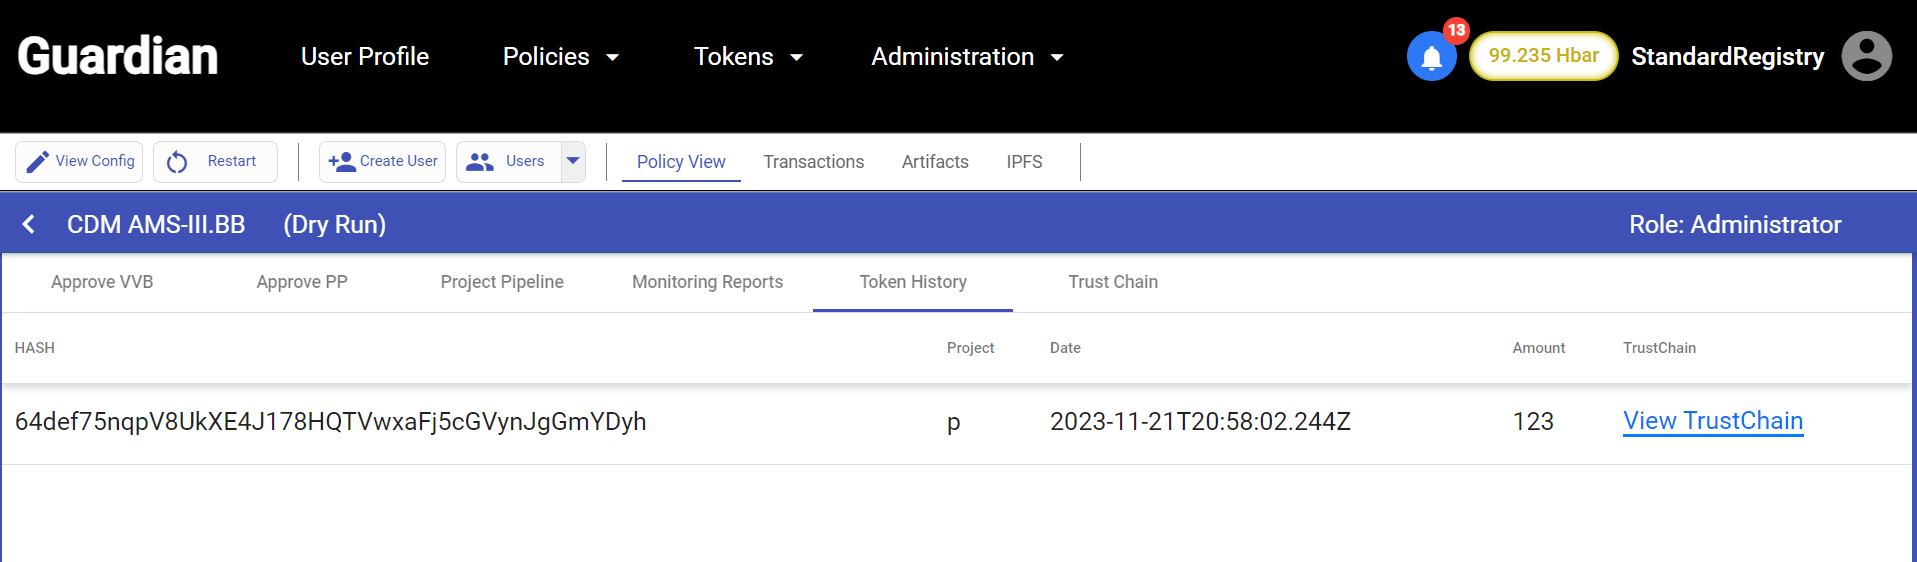 Guardian User Profile Policies Tokens Administration 13 99.235 Hbar StandardRegistry
View Config Restart Create User Users Policy View Transactions Artifacts IPFS
CDM AMS-III.BB (Dry Run) Role: Administrator
Approve VVB Approve PP Project Pipeline Monitoring Reports Token History Trust Chain
HASH Project Date Amount TrustChain
64def75nqpV8UkXE4J178HQTVwxaFj5cGVynJgGmYDyh p 2023-11-21T20:58:02.244Z 123 View TrustChain